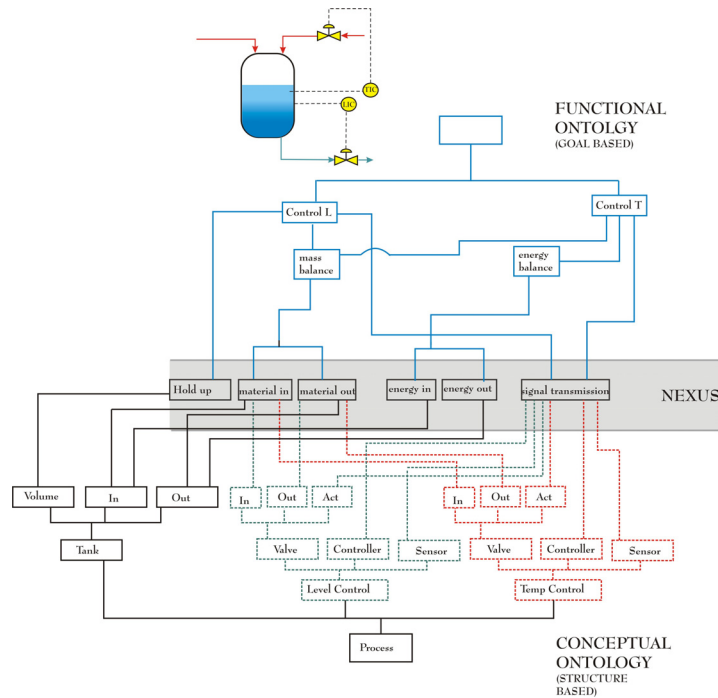 TIC
LIC
FUNCTIONAL
ONTOLGY
(GOAL BASED)
Control L
Control T
mass
balance
energy
balance
Hold up
material in
material out
energy in
energy out
signal transmission
NEXUS
Volume
In
Out
In
Out
Act
In
Out
Act
Tank
Valve
Controller
Sensor
Valve
Controller
Sensor
Level Control
Temp Control
Process
CONCEPTUAL
ONTOLOGY
(STRUCTURE
BASED)